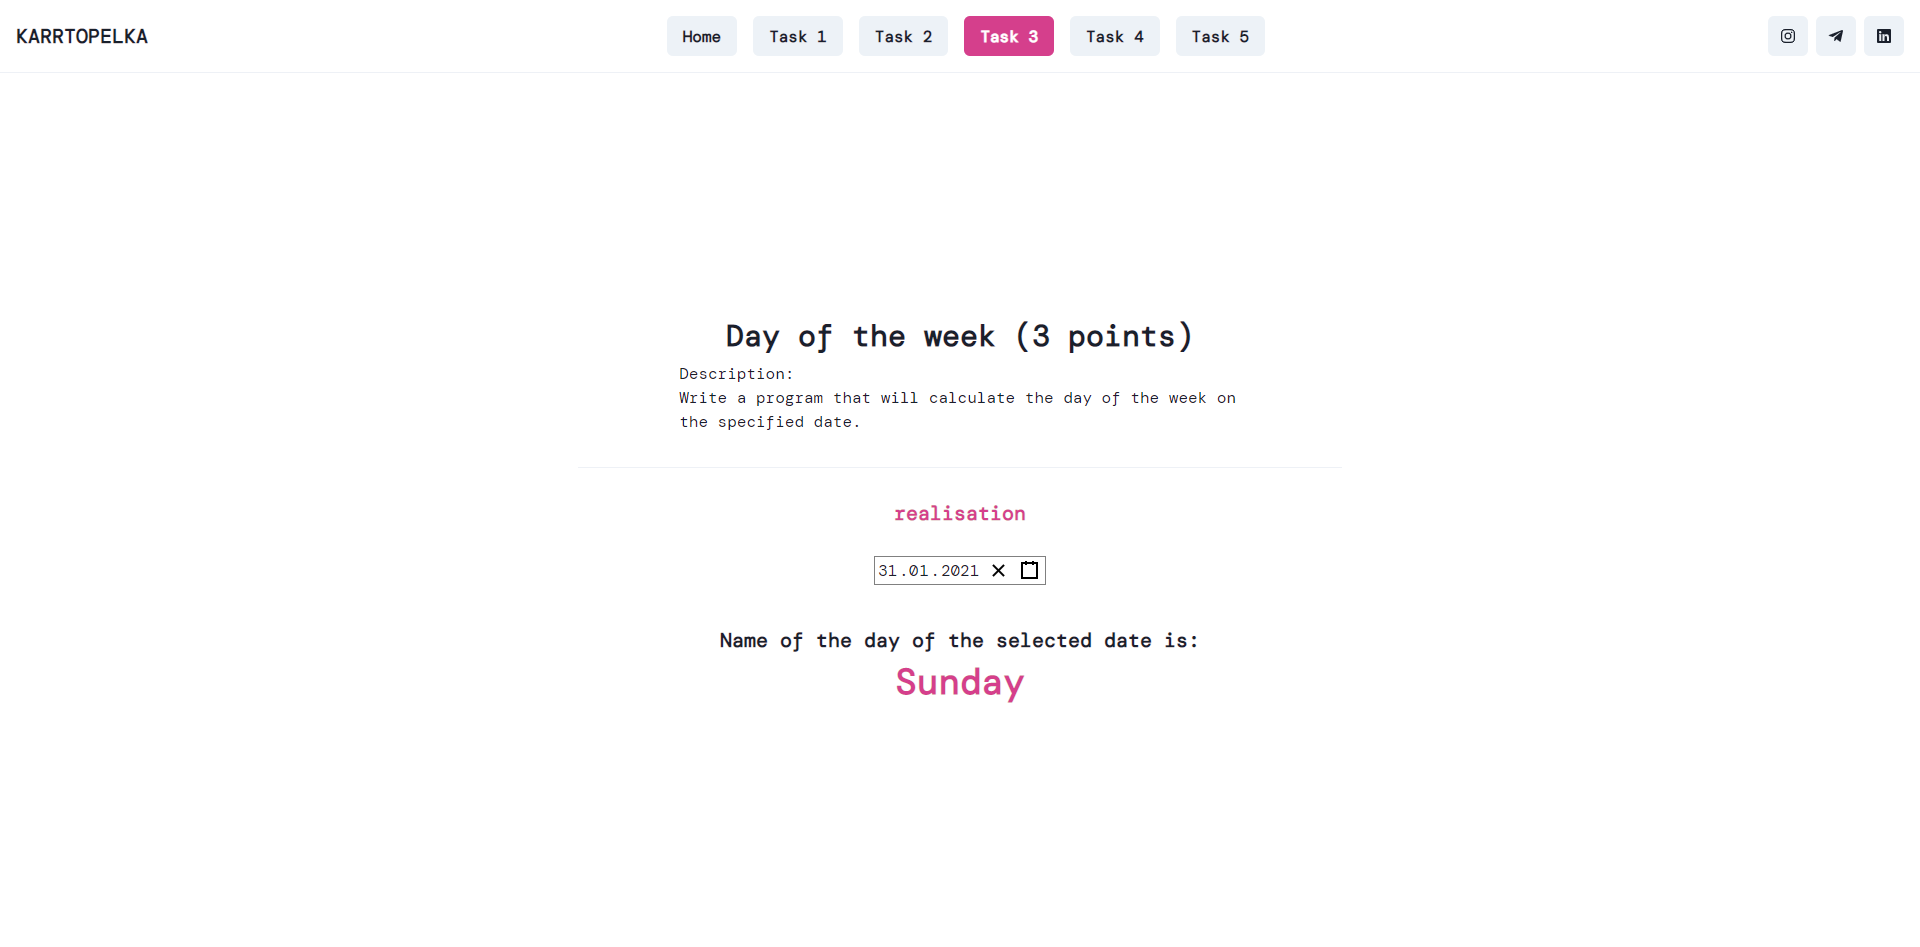 KARRTOPELKA
Home
Task 1
Task 2
Task 3
Task 4
Task 5
Day of the week (3 points)
Description:
Write a program that will calculate the day of the week on
the specified date.
realisation
31.01.2021
Name of the day of the selected date is:
Sunday